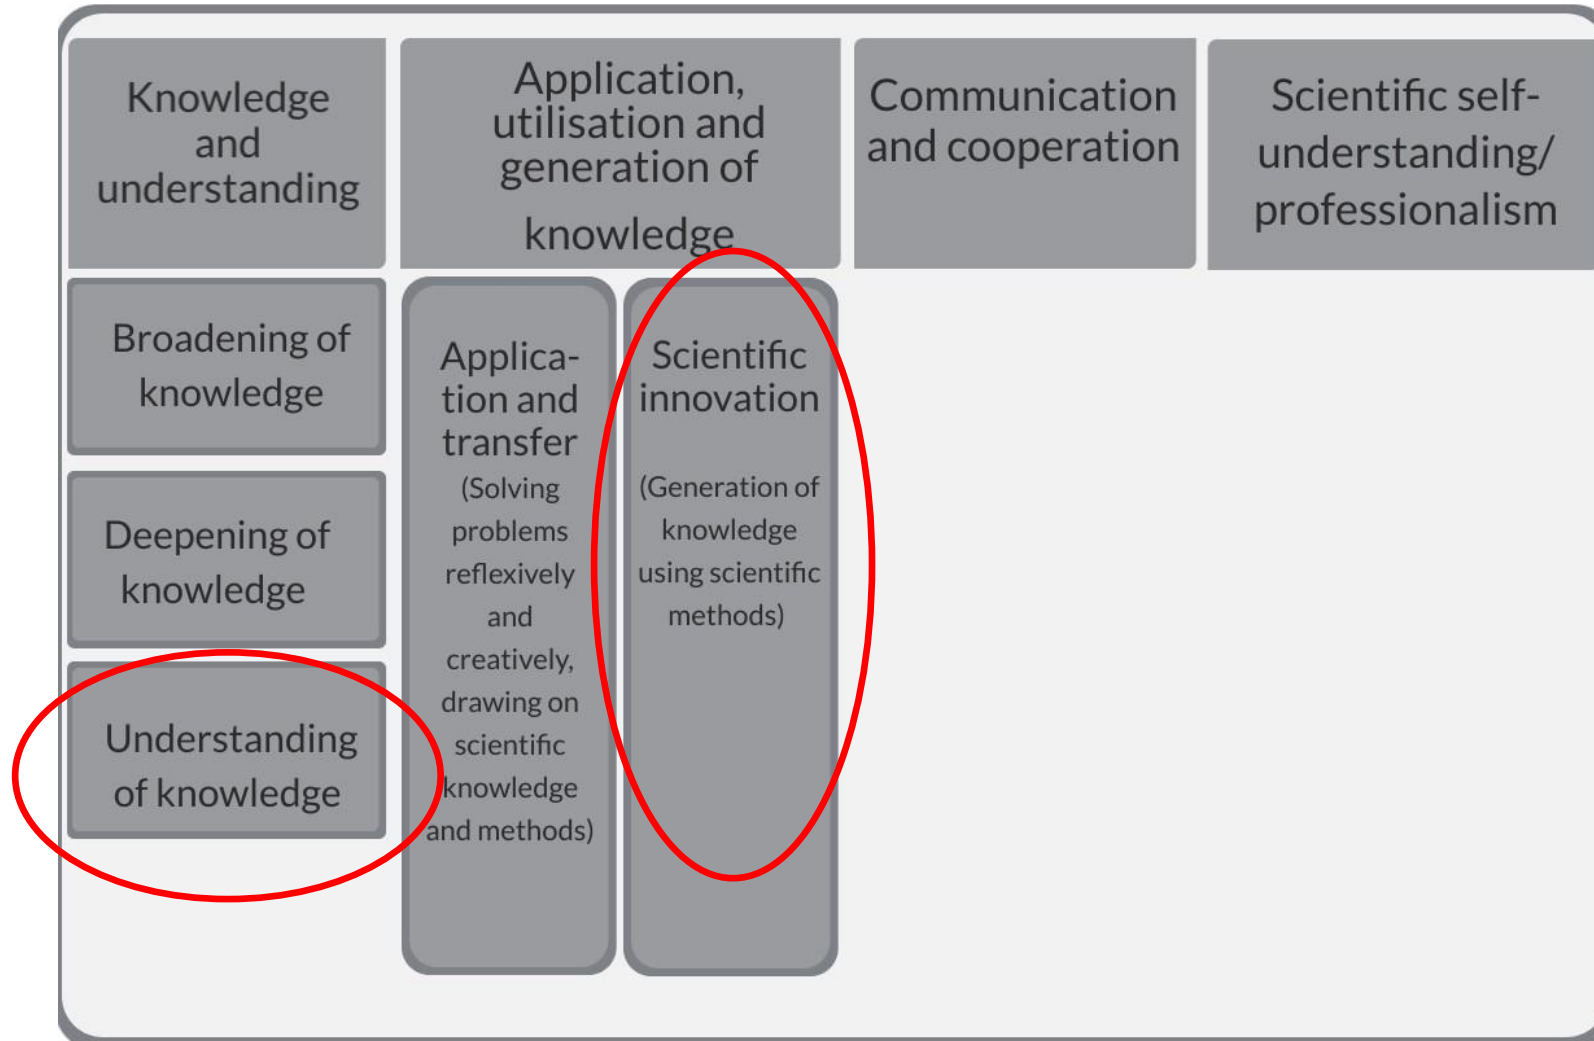 Knowledge
and
understanding
Application,
utilisation and
generation of
knowledge
Communication
and cooperation
Scientific self-
understanding/
professionalism
Broadening of
knowledge
Deepening of
knowledge
Understanding
of knowledge
Applica-
tion and
transfer
(Solving
problems
reflexively
and
creatively,
drawing on
scientific
knowledge
and methods)
Scientific
innovation
(Generation of
knowledge
using scientific
methods)